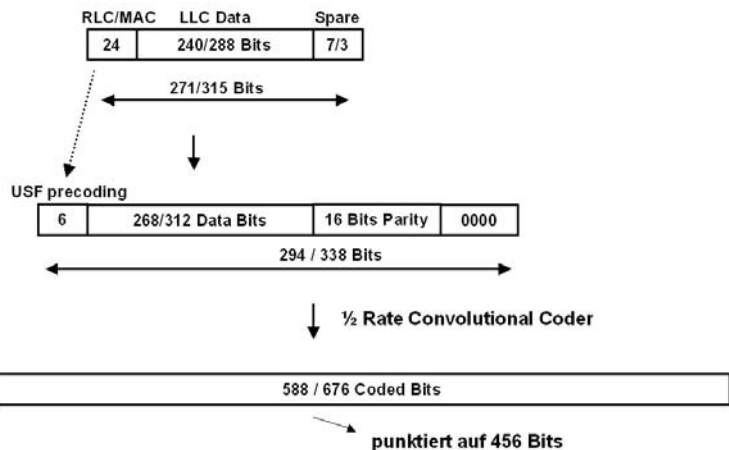 RLC/MAC LLC Data Spare
24 240/288 Bits 7/3
271/315 Bits
USF precoding
6 268/312 Data Bits 16 Bits Parity 0000
294 / 338 Bits
½ Rate Convolutional Coder
588 / 676 Coded Bits
punktiert auf 456 Bits